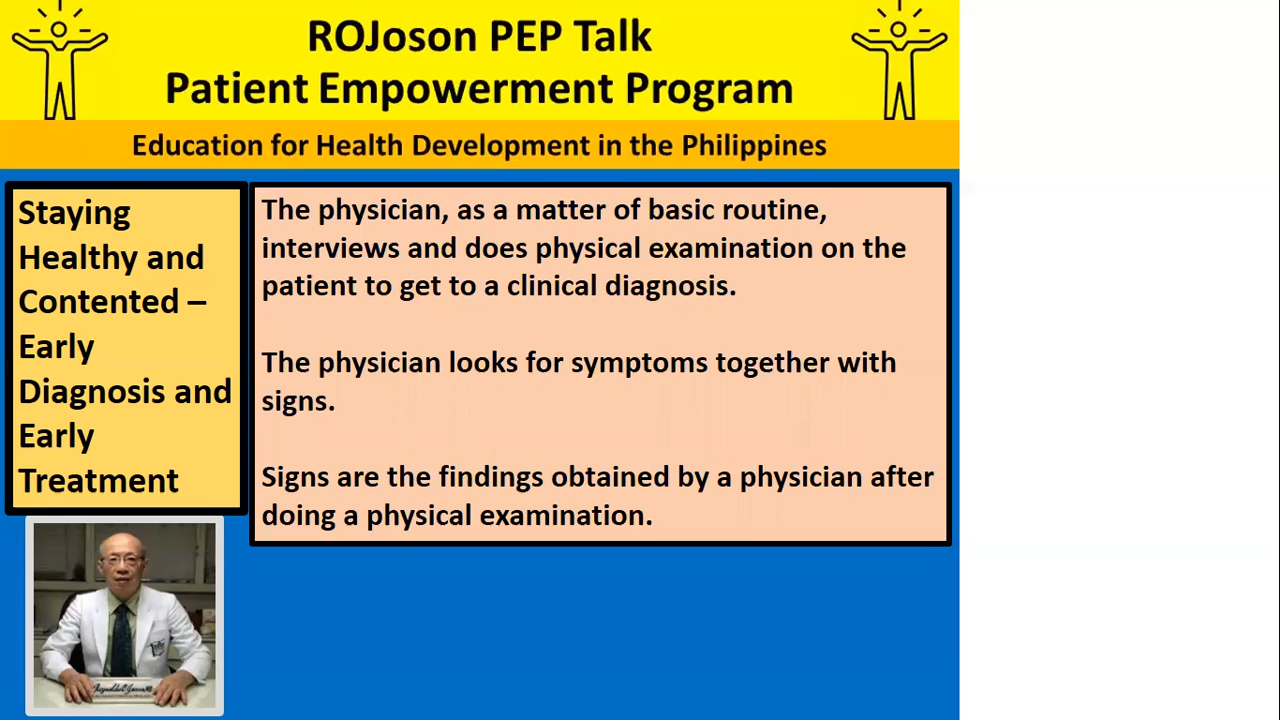 ROJoson PEP Talk
Patient Empowerment Program
Education for Health Development in the Philippines
Staying
Healthy and
Contented –
Early
Diagnosis and
Early
Treatment
The physician, as a matter of basic routine,
interviews and does physical examination on the
patient to get to a clinical diagnosis.
The physician looks for symptoms together with
signs.
Signs are the findings obtained by a physician after
doing a physical examination.